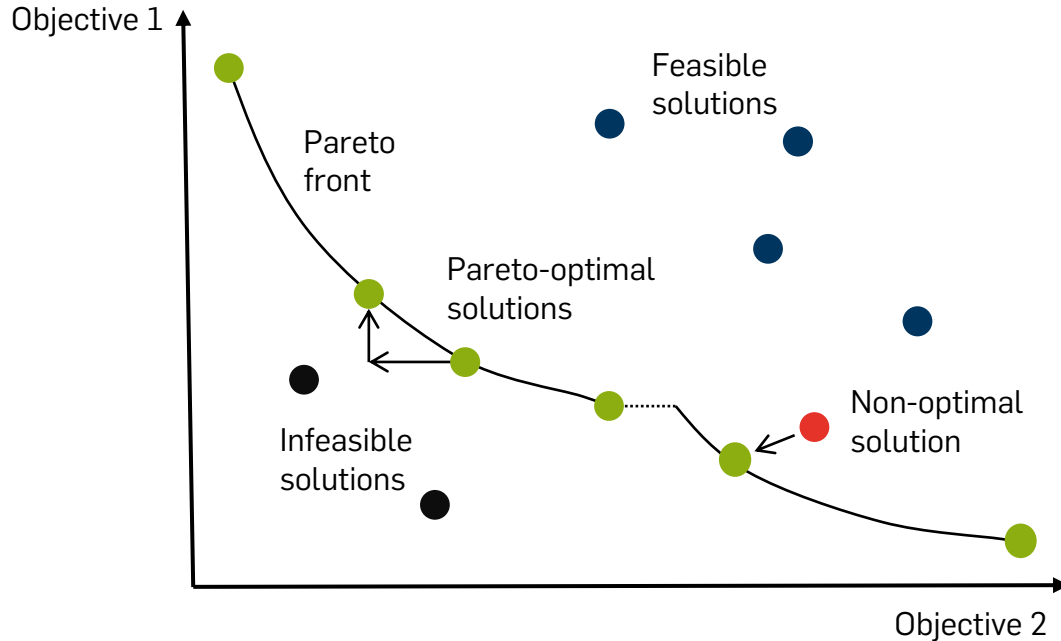 Objective 1
Feasible
solutions
Pareto
front
Pareto-optimal
solutions
Non-optimal
solution
Infeasible
solutions
Objective 2